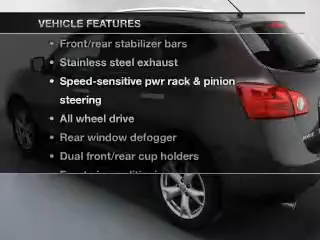 VEHICLE FEATURES
• Front/rear stabilizer bars
• Stainless steel exhaust
• Speed-sensitive pwr rack & pinion
steering
• All wheel drive
• Rear window defogger
• Dual front/rear cup holders